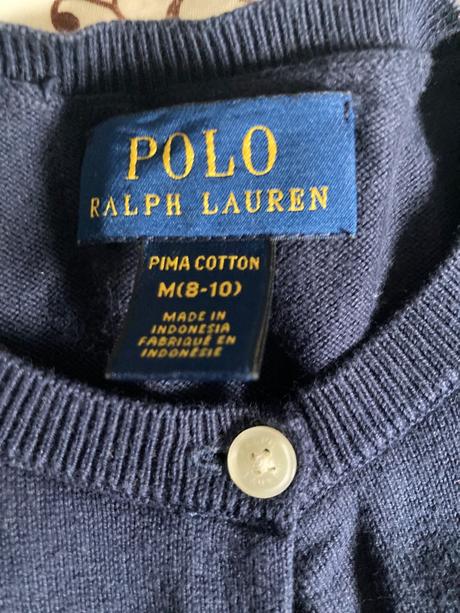 POLO
RALPH LAUREN
PIMA COTTON
M(8-10)
MADE IN
INDONESIA
FABRIQUÉ EN
INDONÉSIE